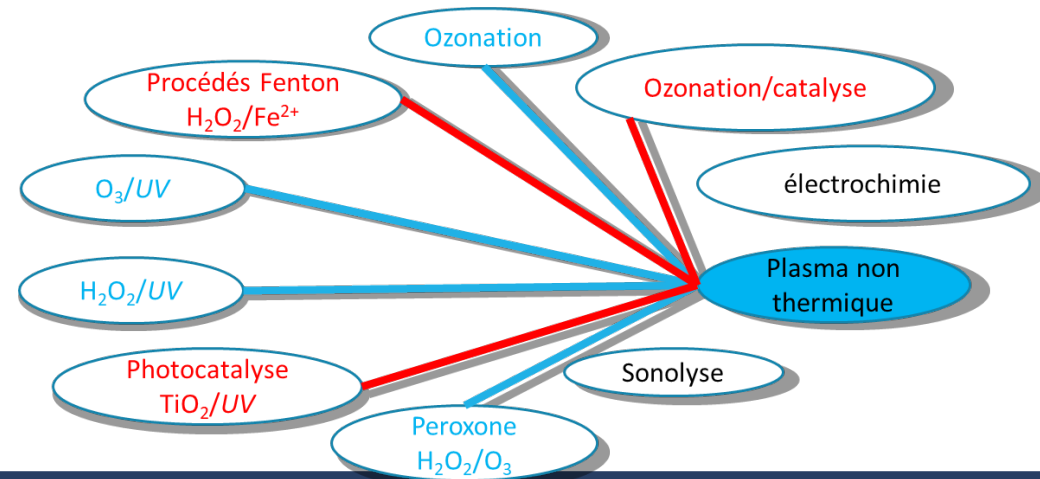 Ozonation
Procédés Fenton
H₂O₂/Fe²⁺
Ozonation/catalyse
O₃/UV
électrochimie
H₂O₂/UV
Plasma non
thermique
Photocatalyse
TiO₂/UV
Sonolyse
Peroxone
H₂O₂/O₃